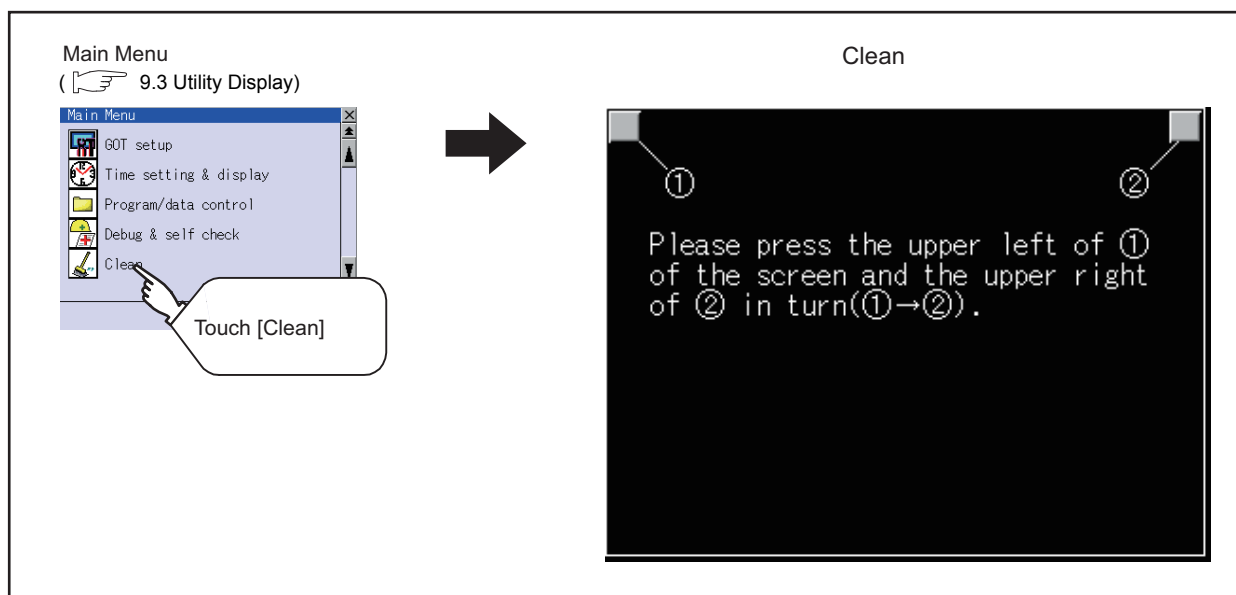 Main Menu
( 9.3 Utility Display)
Main Menu
GOT setup
Time setting & display
Program/data control
Debug & self check
Clean
Touch [Clean]
Clean
①
②
Please press the upper left of ①
of the screen and the upper right
of ② in turn(①→②).